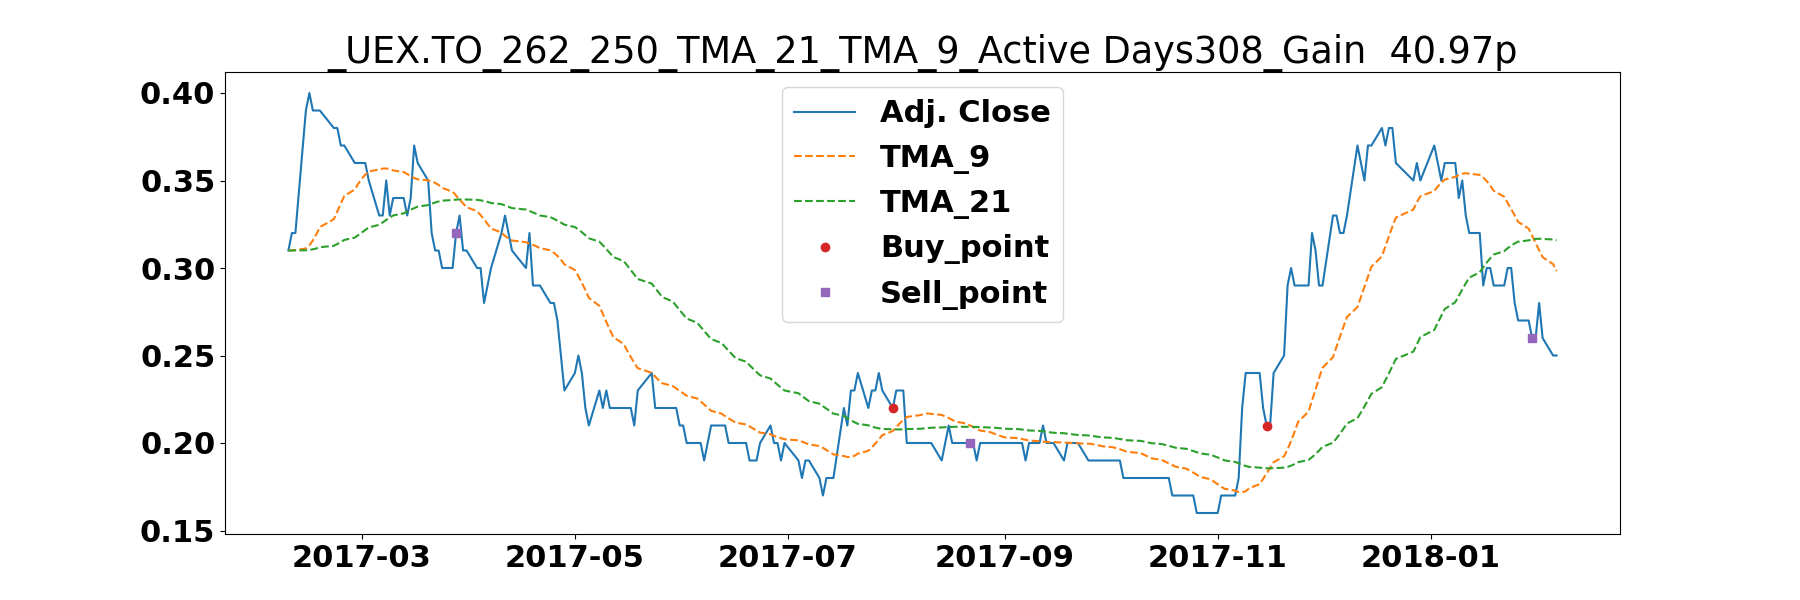 _UEX.TO_262_250_TMA_21_TMA_9_Active Days308_Gain  40.97p
0.40
0.35
0.30
0.25
0.20
0.15
Adj. Close
TMA_9
TMA_21
Buy_point
Sell_point
2017-03 2017-05 2017-07 2017-09 2017-11 2018-01